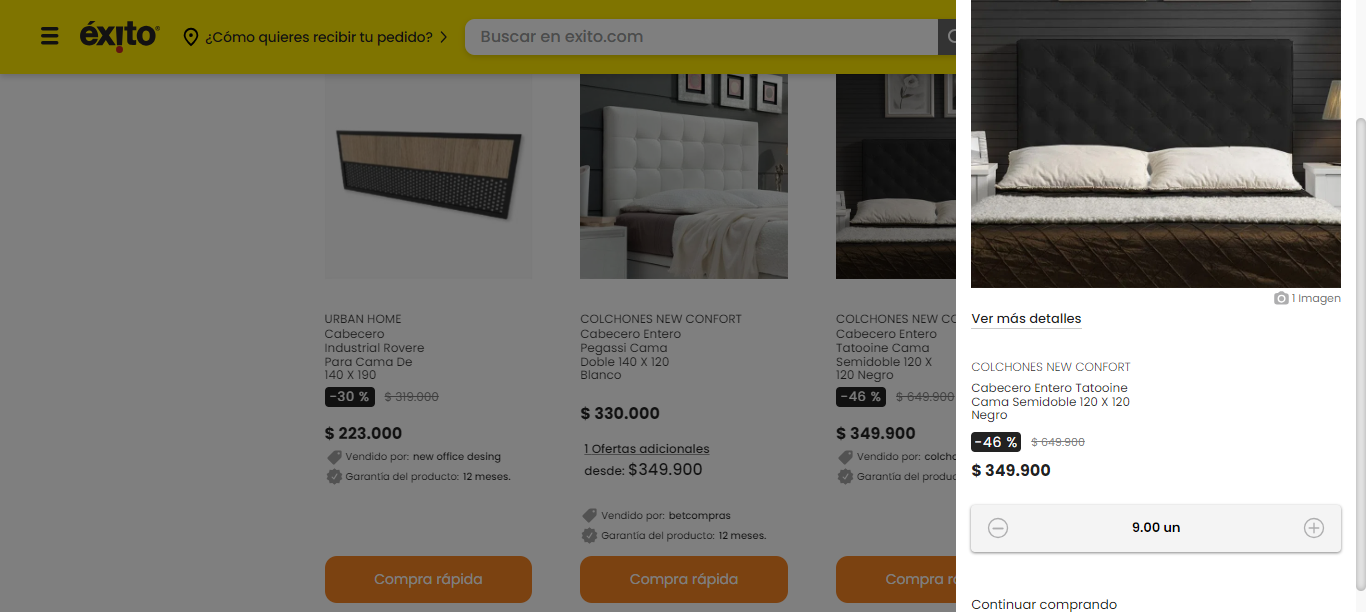 éxito
¿Cómo quieres recibir tu pedido?
Buscar en exito.com
URBAN HOME
Cabecero
Industrial Rovere
Para Cama De
140 X 190
-30 % $ 319.000
$ 223.000
Vendido por: new office desing
Garantía del producto: 12 meses.
Compra rápida
COLCHONES NEW CONFORT
Cabecero Entero
Pegassi Cama
Doble 140 X 120
Blanco
$ 330.000
1 Ofertas adicionales
desde: $349.900
Vendido por: betcompras
Garantía del producto: 12 meses.
Compra rápida
COLCHONES NEW CO
Cabecero Entero
Tatooine Cama
Semidoble 120 X
120 Negro
-46 % $ 649.900
$ 349.900
Vendido por: colcho
Garantía del produc
Compra r
1 Imagen
Ver más detalles
COLCHONES NEW CONFORT
Cabecero Entero Tatooine
Cama Semidoble 120 X 120
Negro
-46 % $ 649.900
$ 349.900
9.00 un
Continuar comprando